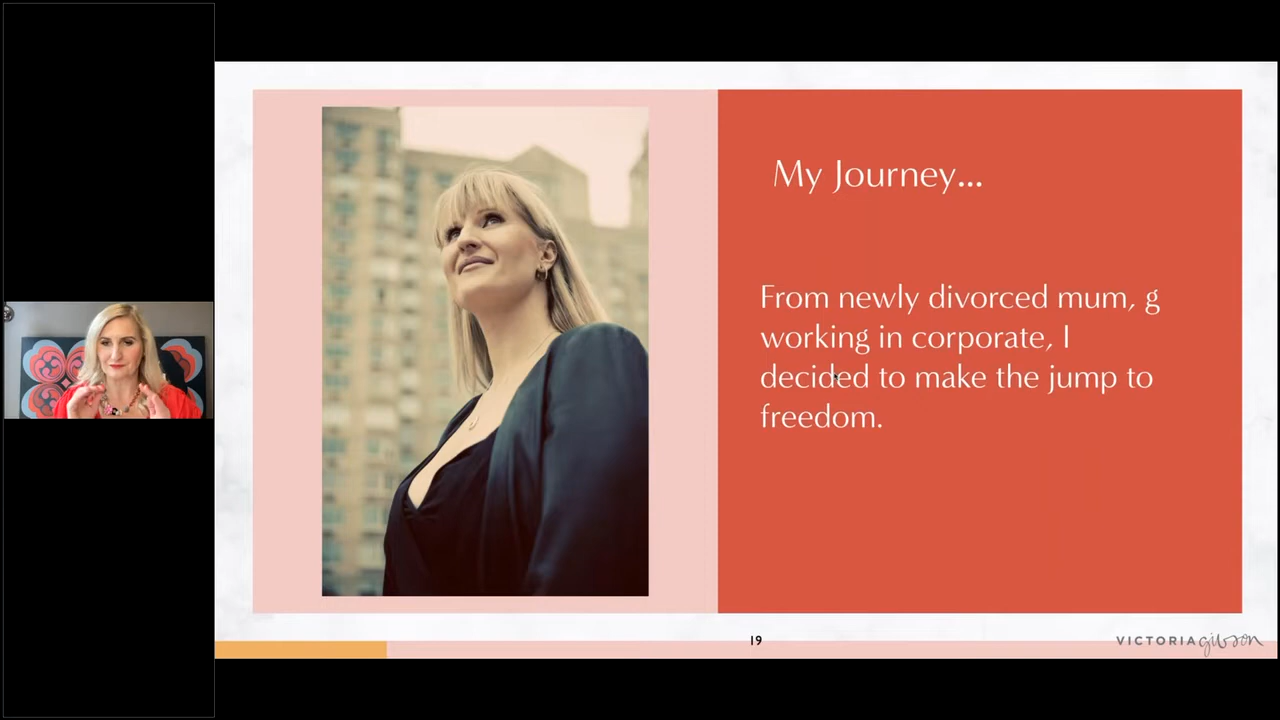 My Journey...
From newly divorced mum, g
working in corporate, I
decided to make the jump to
freedom.
19
VICTORIA gibson